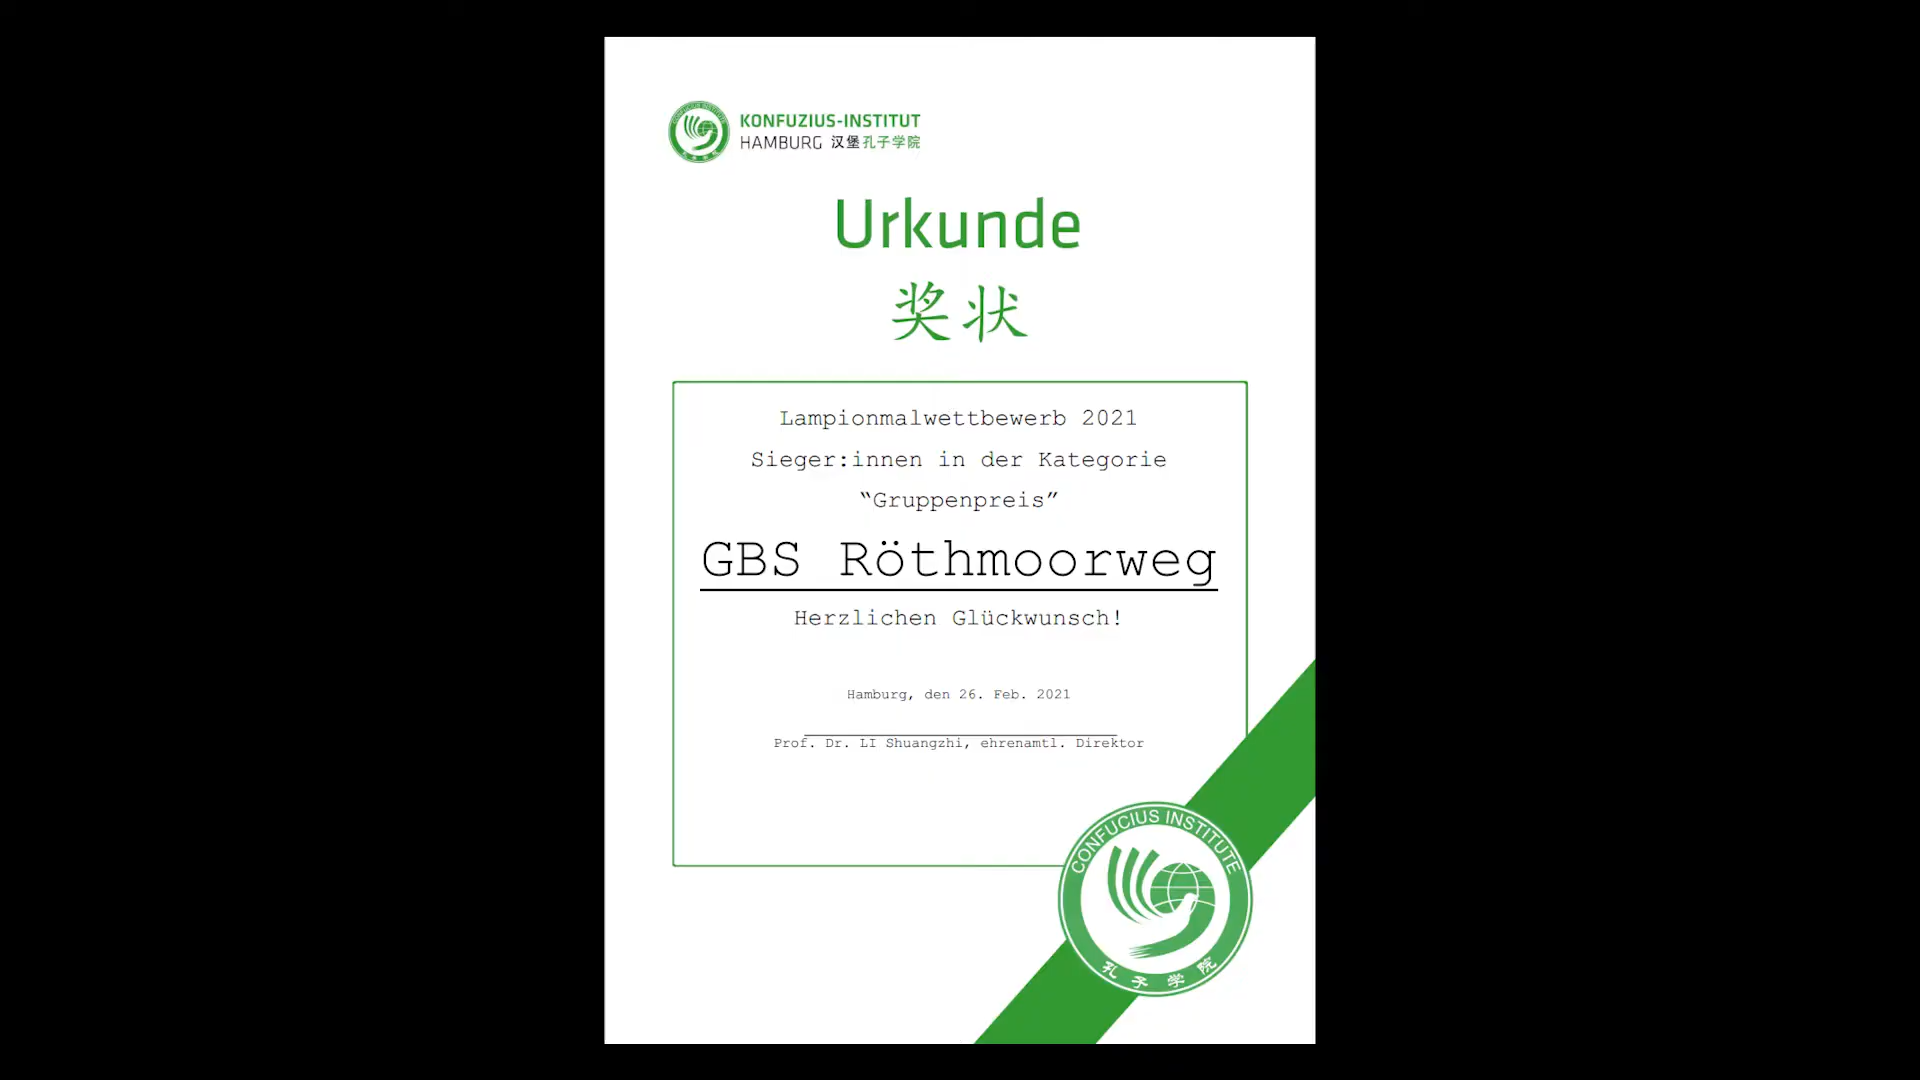 KONFUZIUS-INSTITUT
HAMBURG 汉堡孔子学院
Urkunde
奖状
Lampionmalwettbewerb 2021
Sieger:innen in der Kategorie
“Gruppenpreis”
GBS Röthmoorweg
Herzlichen Glückwunsch!
Hamburg, den 26. Feb. 2021
Prof. Dr. LI Shuangzhi, ehrenamtl. Direktor
CONFUCIUS INSTITUTE
孔子学院